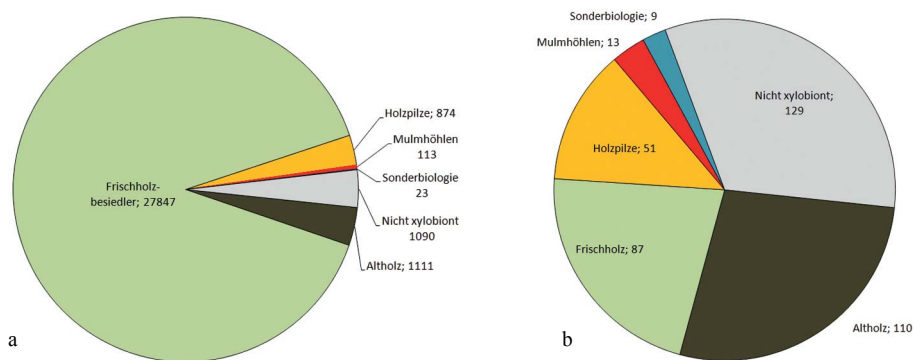 Holzpilze; 874
Mulmhöhlen
113
Sonderbiologie
23
Frischholz-
besiedler; 27847
Nicht xylobiont
1090
Altholz; 1111
a
Sonderbiologie; 9
Mulmhöhlen; 13
Nicht xylobiont;
129
Holzpilze; 51
Frischholz; 87
Altholz; 110
b